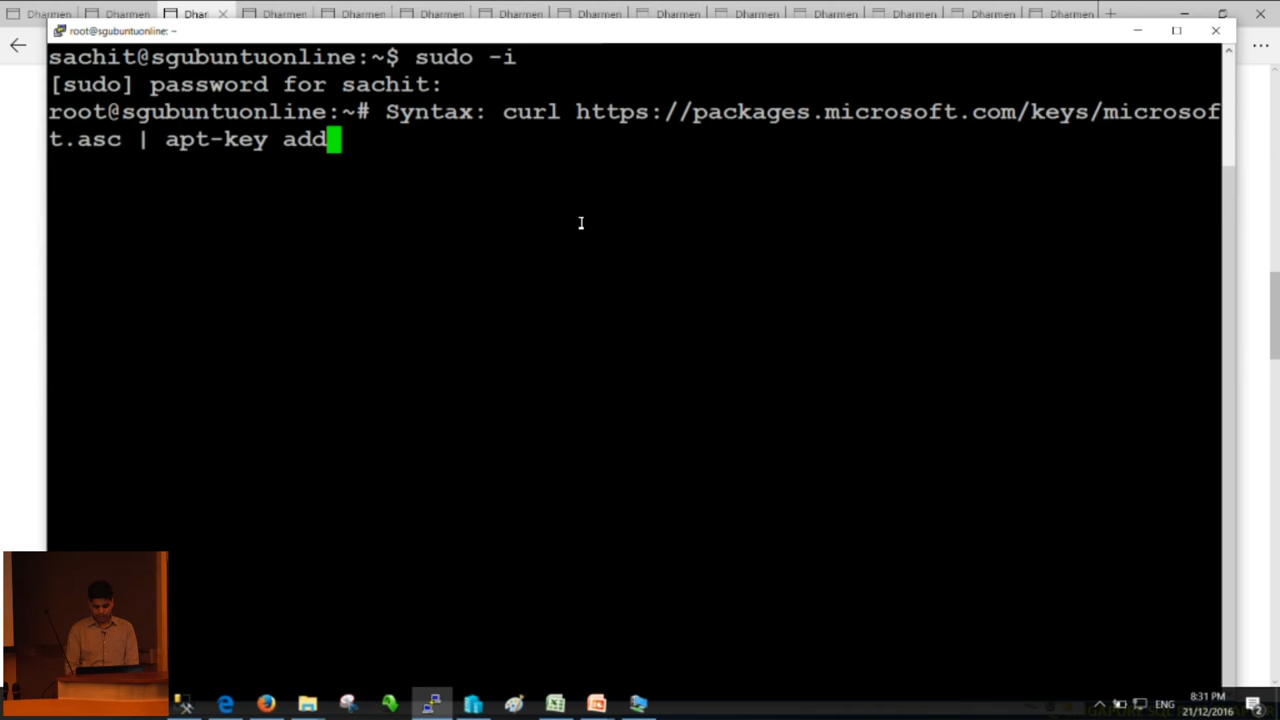 Dharmen Dharmen Dhar Dharmen Dharmen Dharmen Dharmen Dharmen Dharmen Dharmen Dharmen Dharmen Dharmen Dharmen
root@sgubuntuonline: ~
sachit@sgubuntuonline:~$ sudo -i
[sudo] password for sachit:
root@sgubuntuonline:~# Syntax: curl https://packages.microsoft.com/keys/microsof
t.asc | apt-key add
ENG
8:31 PM
21/12/2016
2